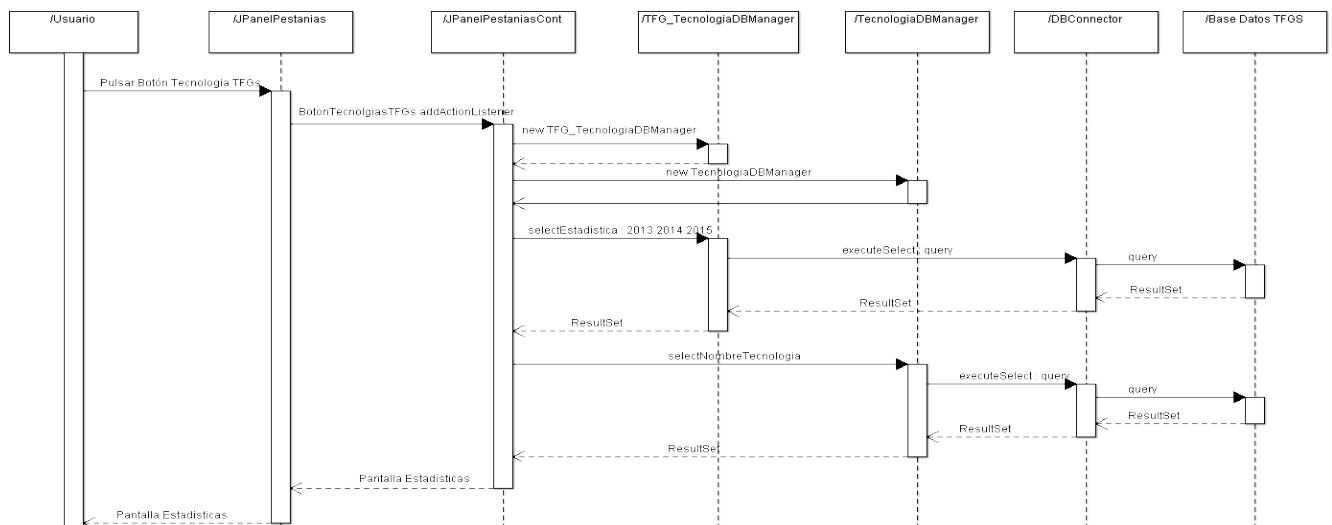 /Usuario
/JPanelPestanias
/JPanelPestaniasCont
/TFG_TecnologiaDBManager
/TecnologiaDBManager
/DBConnector
/Base Datos TFGS
Pulsar Botón Tecnologia TFGs
BotonTecnolgiasTFGs.addActionListener
new TFG_TecnologiaDBManager
new TecnologiaDBManager
selectEstadistica : 2013 2014 2015
executeSelect : query
query
ResultSet
ResultSet
ResultSet
selectNombreTecnologia
executeSelect : query
query
ResultSet
ResultSet
ResultSet
Pantalla Estadísticas
Pantalla Estadisticas